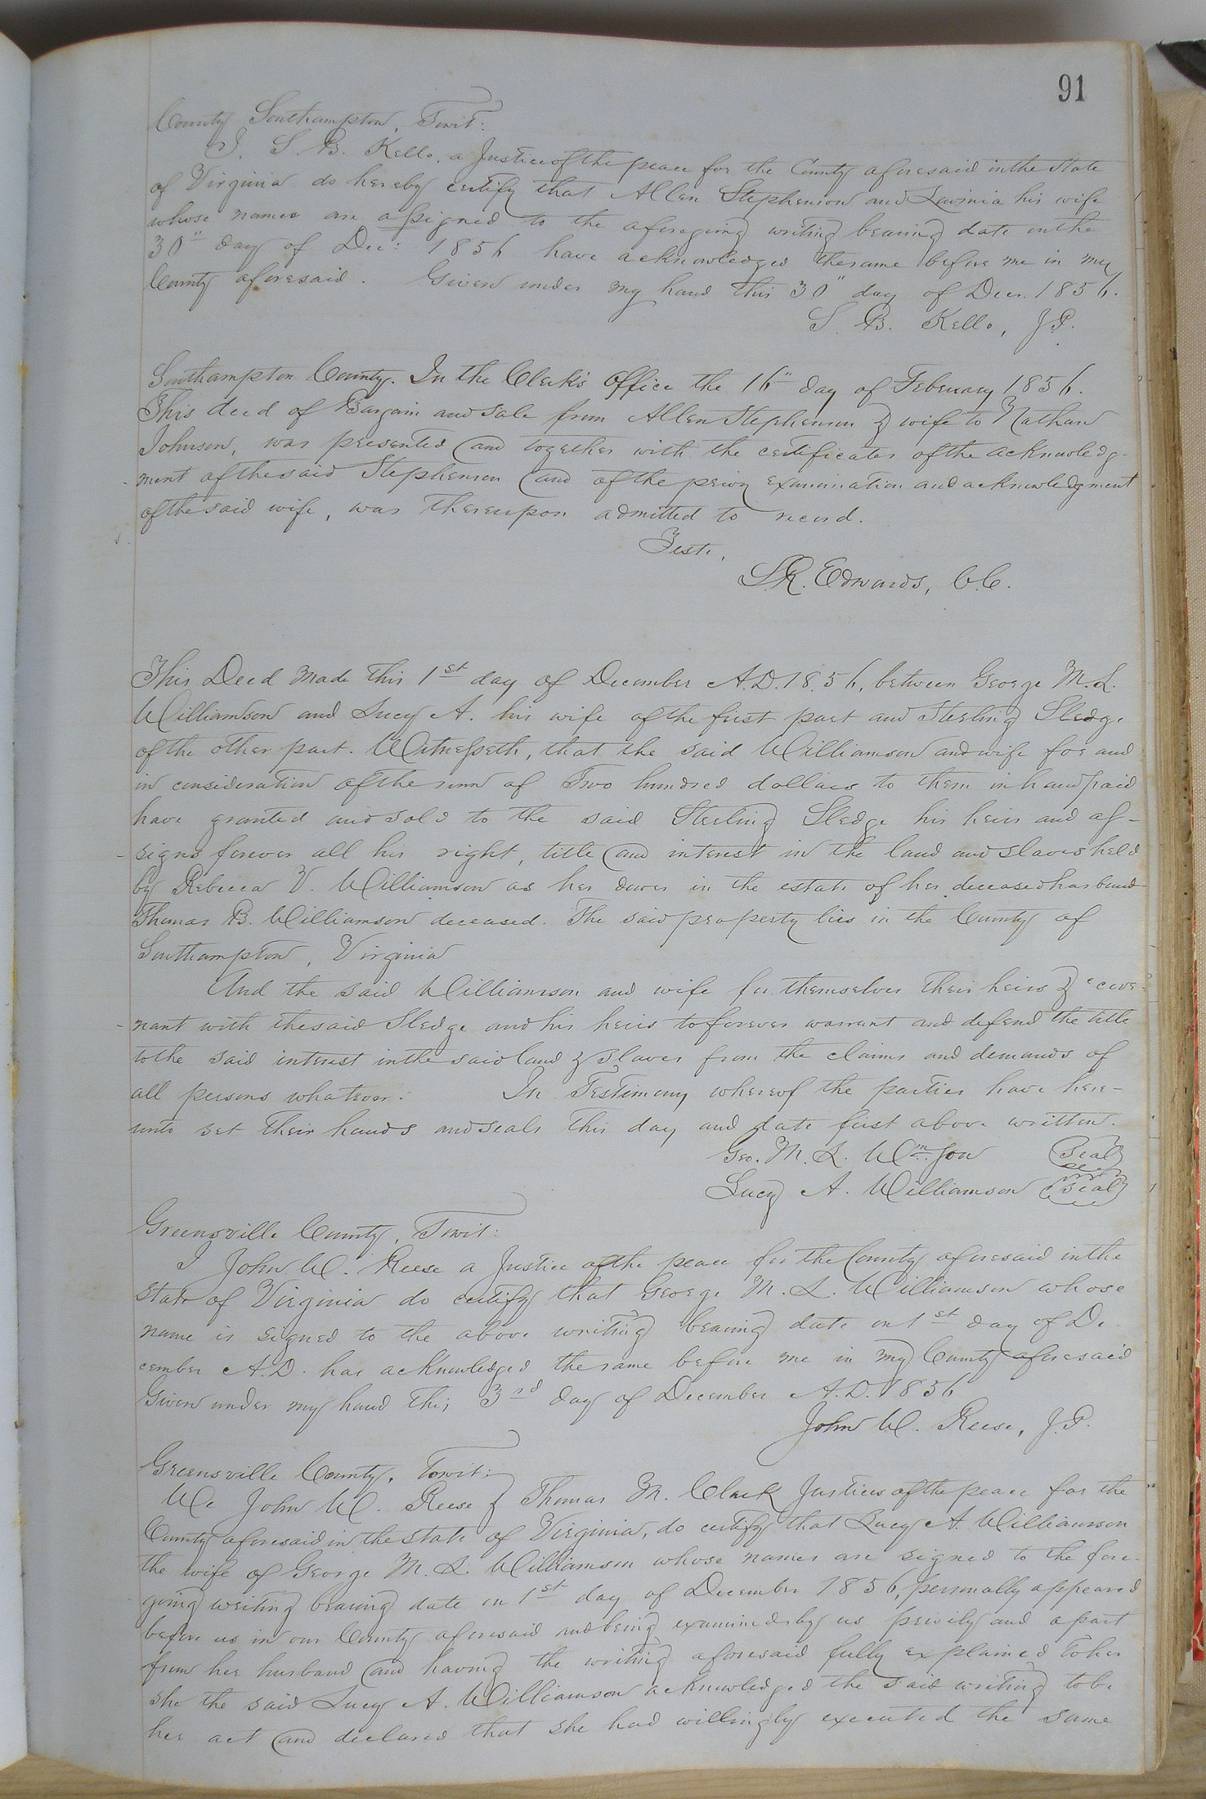 91
County Southampton, Towit:
I. S. B. Kello, a Justice of the peace for the County aforesaid in the state
of Virginia do hereby certify that Allen Stephenson and Lavinia his wife
whose names are assigned to the aforegoing writing bearing date on the
30" day of Dec: 1856 have acknowledged the same before me in my
County aforesaid. Given under my hand this 30" day of Decr. 1856.
S. B. Kello, J.P.
Southampton County. In the Clerk's office the 16" day of February 1856.
This deed of Bargain and sale from Allen Stephenson & wife to Nathan
Johnson, was presented and together with the certificates of the acknowledg-
-ment of the said Stephenson and of the privy examination and acknowledgment
of the said wife, was thereupon admitted to record.
Teste,
L.R. Edwards, C.C.
This Deed Made this 1st day of December A.D. 1856, between George M. L.
Williamson and Lucy A. his wife of the first part and Sterling Sledge
of the other part. Witnesseth, that the said Williamson and wife for and
in consideration of the sum of Two hundred dollars to them in hand paid
have granted and sold to the said Sterling Sledge his heirs and as-
-signs forever all his right, title and interest in the land and slaves held
by Rebecca V. Williamson as her dower in the estate of her deceased husband
Thomas B. Williamson deceased. The said property lies in the County of
Southampton, Virginia
And the said Williamson and wife for themselves their heirs &c cove-
-nant with the said Sledge and his heirs to forever warrant and defend the title
to the said interest in the said land & slaves from the claims and demands of
all persons whatever. In Testimony whereof the parties have here-
unto set their hands and seals this day and date first above written.
Geo. M. L. Wmson (Seal)
Lucy A. Williamson (Seal)
Greensville County, Towit:
I John W. Reese a Justice of the peace for the County aforesaid in the
State of Virginia do certify that George M. L. Williamson whose
name is signed to the above writing bearing date on 1st day of De
cember A.D. has acknowledged the same before me in my County aforesaid
Given under my hand this 3rd day of December A.D. 1856
John W. Reese, J.P.
Greensville County, Towit:
We John W. Reese & Thomas M. Clark Justices of the peace for the
County aforesaid in the state of Virginia, do certify that Lucy A. Williamson
the wife of George M. L. Williamson whose names are signed to the fore-
going writing bearing date on 1st day of December 1856, personally appeared
before us in our County aforesaid and being examined by us privily and apart
from her husband and having the writing aforesaid fully explained to her
she the said Lucy A. Williamson acknowledged the said writing to be
her act and declared that she had willingly executed the same